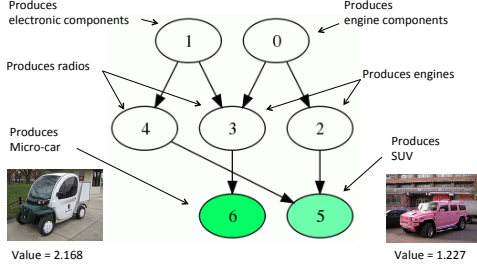 Produces
electronic components
Produces
engine components
1
0
Produces radios
Produces engines
4
3
2
Produces
Micro-car
Produces
SUV
6
5
Value = 2.168
Value = 1.227